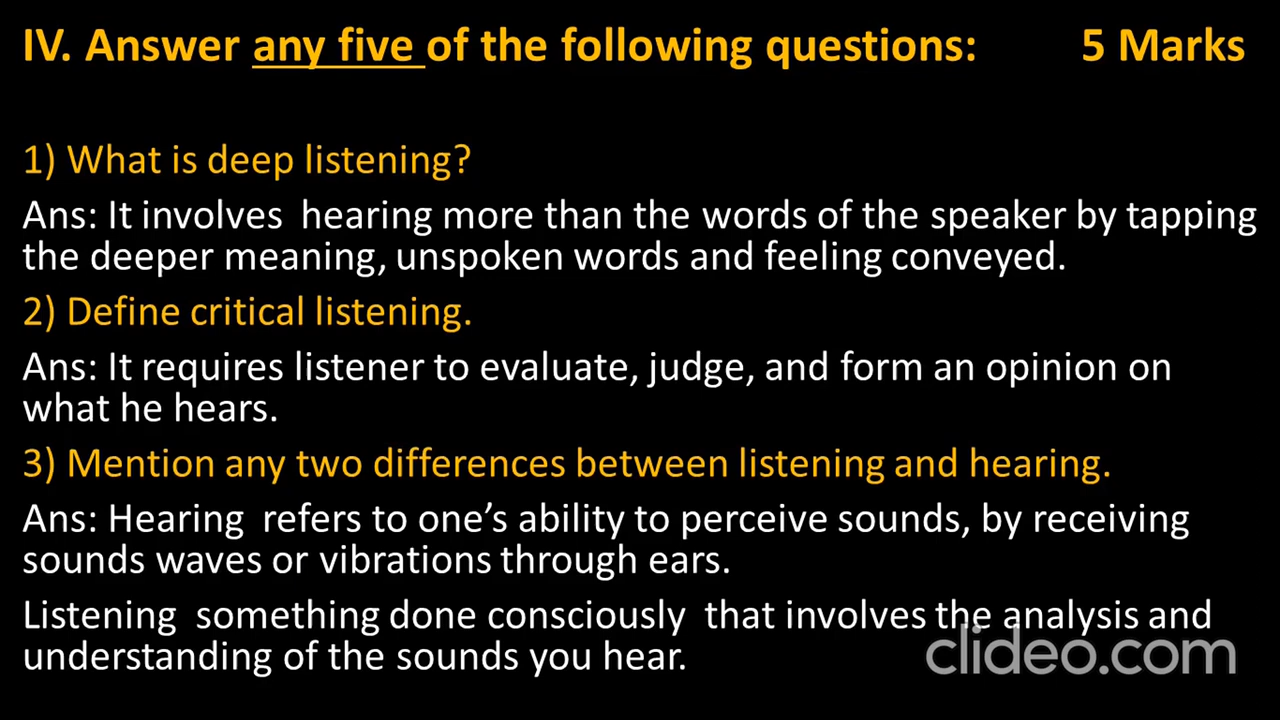 IV. Answer any five of the following questions: 5 Marks
1) What is deep listening?
Ans: It involves hearing more than the words of the speaker by tapping
the deeper meaning, unspoken words and feeling conveyed.
2) Define critical listening.
Ans: It requires listener to evaluate, judge, and form an opinion on
what he hears.
3) Mention any two differences between listening and hearing.
Ans: Hearing refers to one’s ability to perceive sounds, by receiving
sounds waves or vibrations through ears.
Listening something done consciously that involves the analysis and
understanding of the sounds you hear.
clideo.com